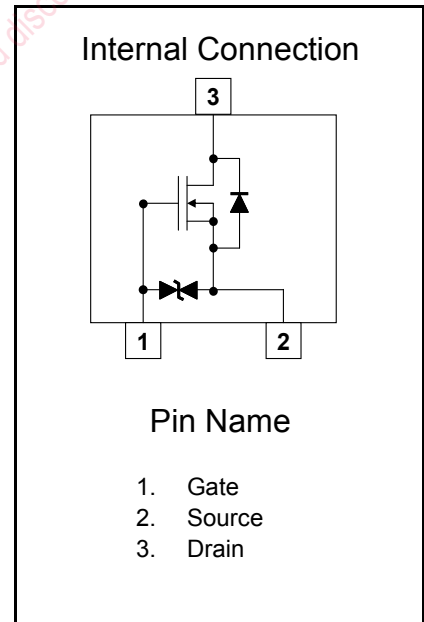 Internal Connection
3
1
2
Pin Name
1. Gate
2. Source
3. Drain